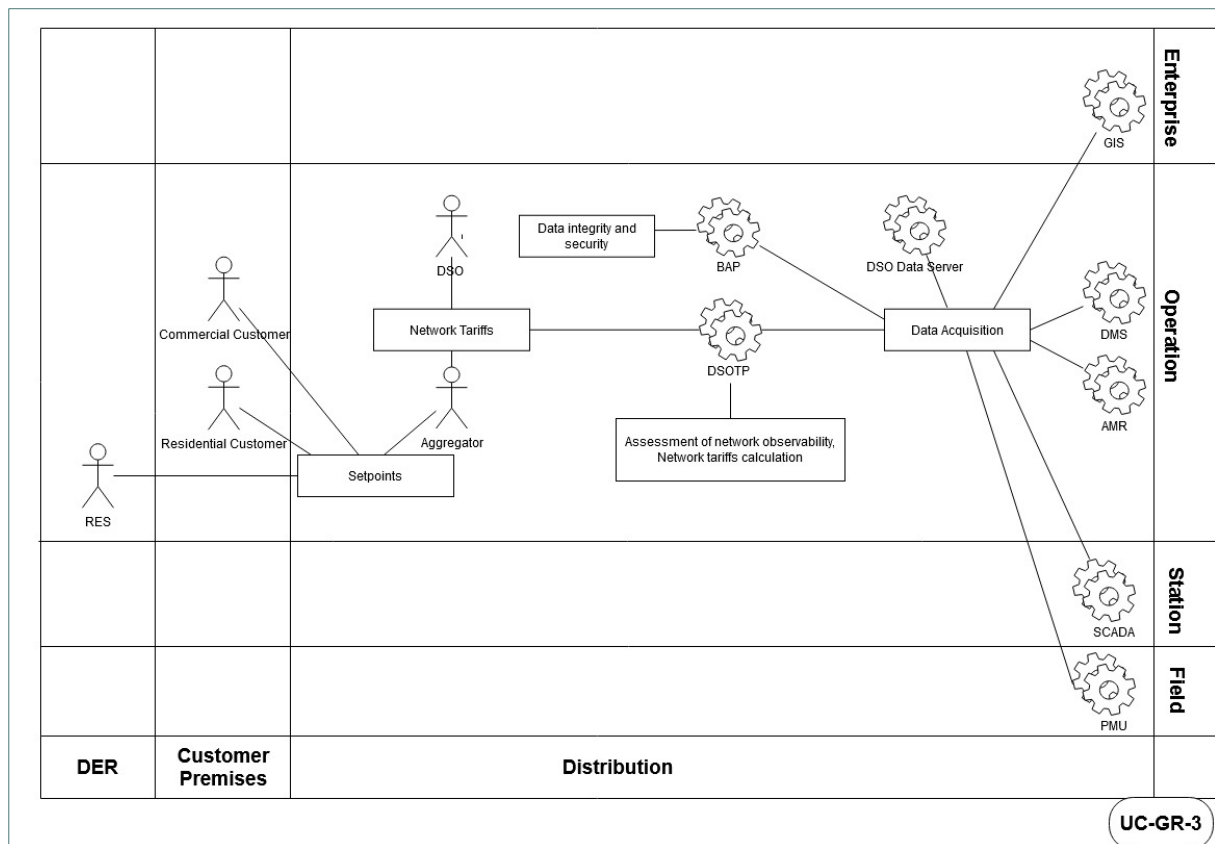 Enterprise
GIS
Operation
DSO
Data integrity and
security
BAP
DSO Data Server
Commercial Customer
Network Tariffs
DSOTP
Data Acquisition
DMS
Residential Customer
Aggregator
AMR
Assessment of network observability,
Network tariffs calculation
Setpoints
RES
Station
SCADA
Field
PMU
DER
Customer
Premises
Distribution
UC-GR-3